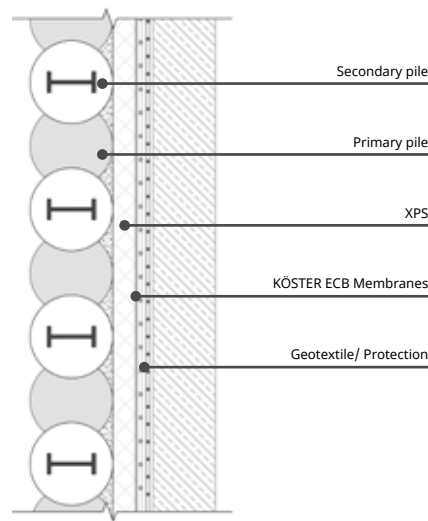 Secondary pile
Primary pile
XPS
KÖSTER ECB Membranes
Geotextile/ Protection